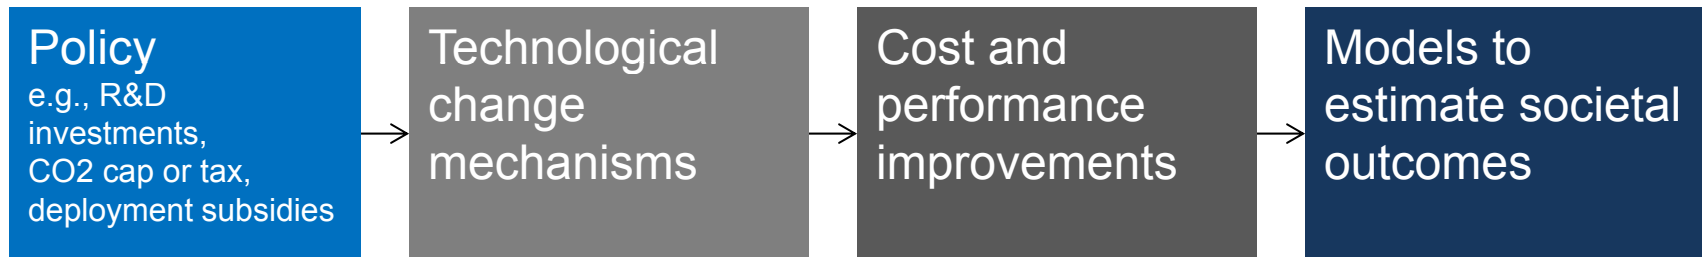 Policy
e.g., R&D
investments,
CO2 cap or tax,
deployment subsidies
Technological
change
mechanisms
Cost and
performance
improvements
Models to
estimate societal
outcomes